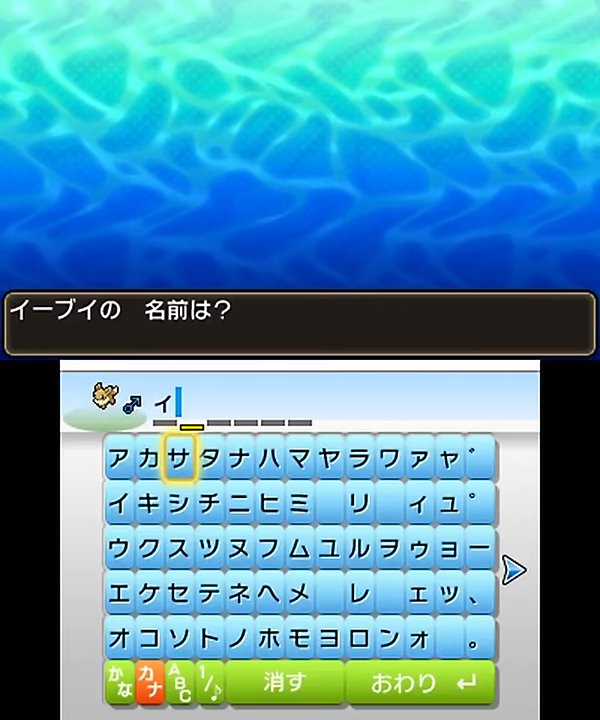 イーブイの　名前は？
イ
アカサタナハマヤラワァャ゛
イキシチニヒミ　リ　ィュ゜
ウクスツヌフムユルヲゥョー
エケセテネヘメ　レ　ェッ、
オコソトノホモヨロンォ　。
かな カナ ABC 1/♪ 消す おわり ↵